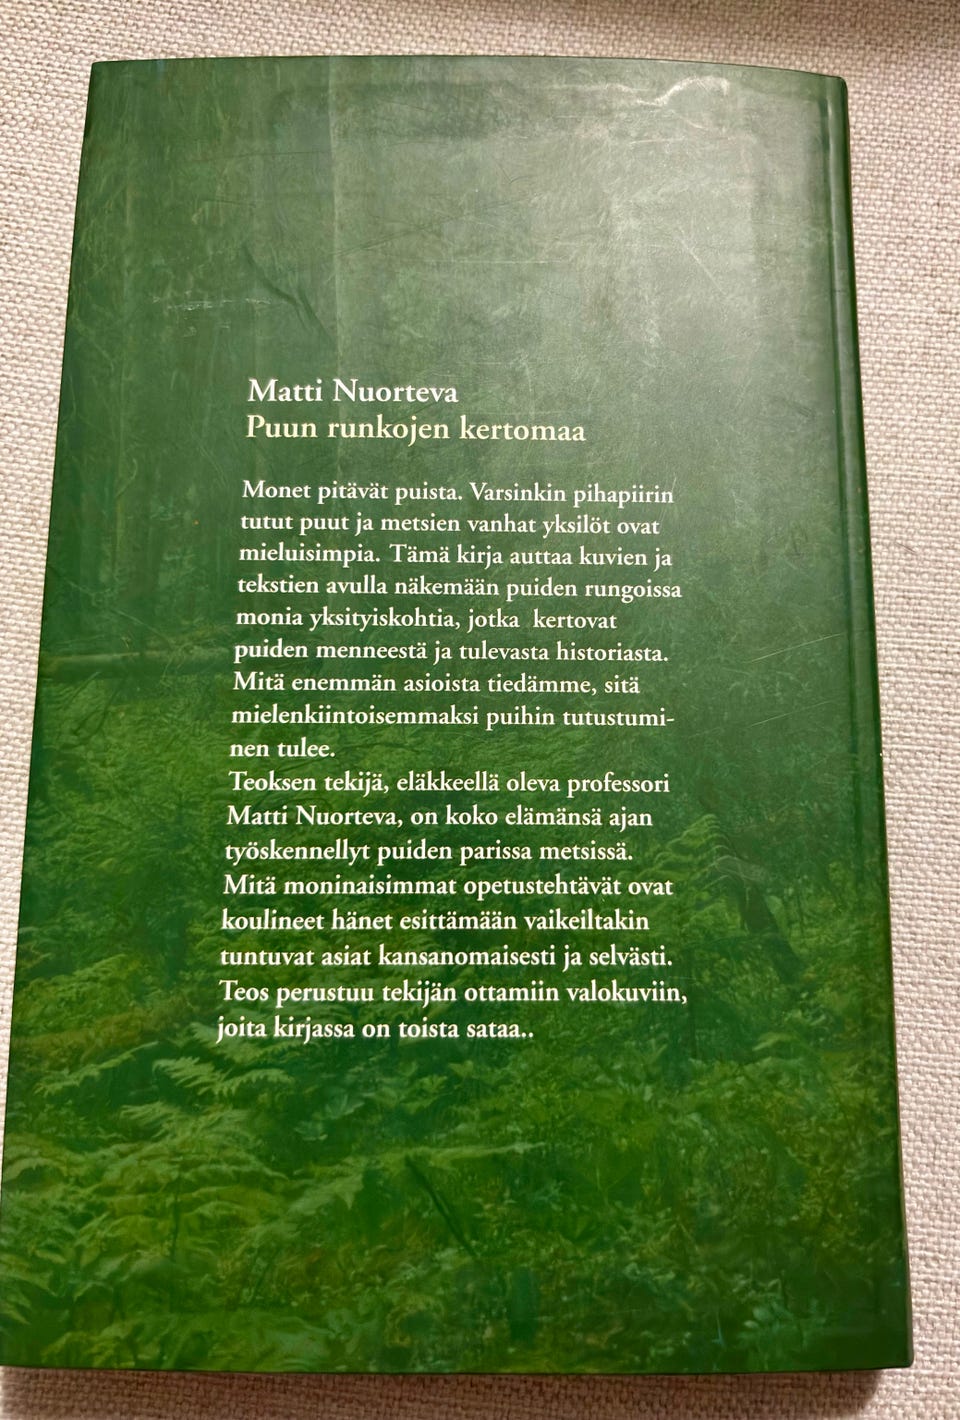 Matti Nuorteva
Puun runkojen kertomaa
Monet pitävät puista. Varsinkin pihapiirin
tutut puut ja metsien vanhat yksilöt ovat
mieluisimpia. Tämä kirja auttaa kuvien ja
tekstien avulla näkemään puiden rungoissa
monia yksityiskohtia, jotka kertovat
puiden menneestä ja tulevasta historiasta.
Mitä enemmän asioista tiedämme, sitä
mielenkiintoisemmaksi puihin tutustumi-
nen tulee.
Teoksen tekijä, eläkkeellä oleva professori
Matti Nuorteva, on koko elämänsä ajan
työskennellyt puiden parissa metsissä.
Mitä moninaisimmat opetustehtävät ovat
koulineet hänet esittämään vaikeiltakin
tuntuvat asiat kansanomaisesti ja selvästi.
Teos perustuu tekijän ottamiin valokuviin,
joita kirjassa on toista sataa..